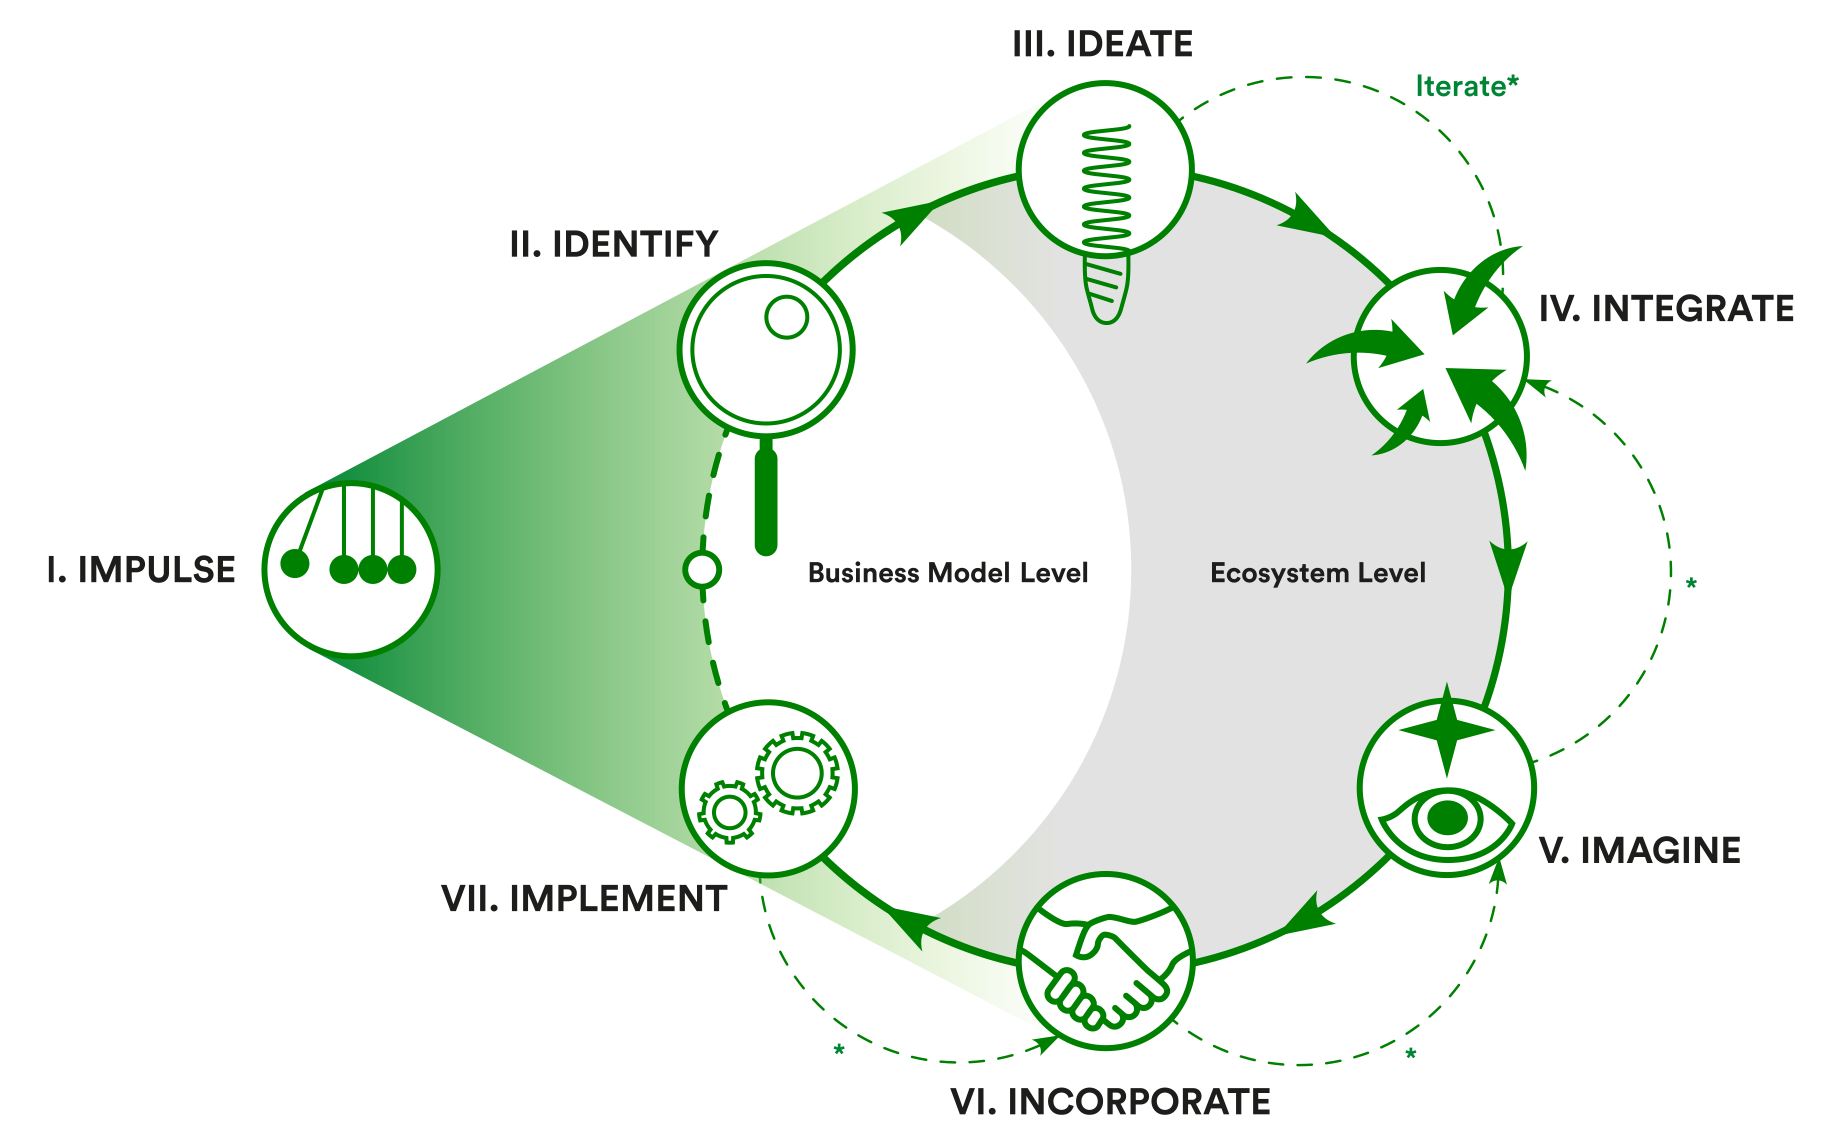 III. IDEATE
Iterate*
II. IDENTIFY
IV. INTEGRATE
I. IMPULSE
Business Model Level
Ecosystem Level
*
V. IMAGINE
VII. IMPLEMENT
*
*
VI. INCORPORATE